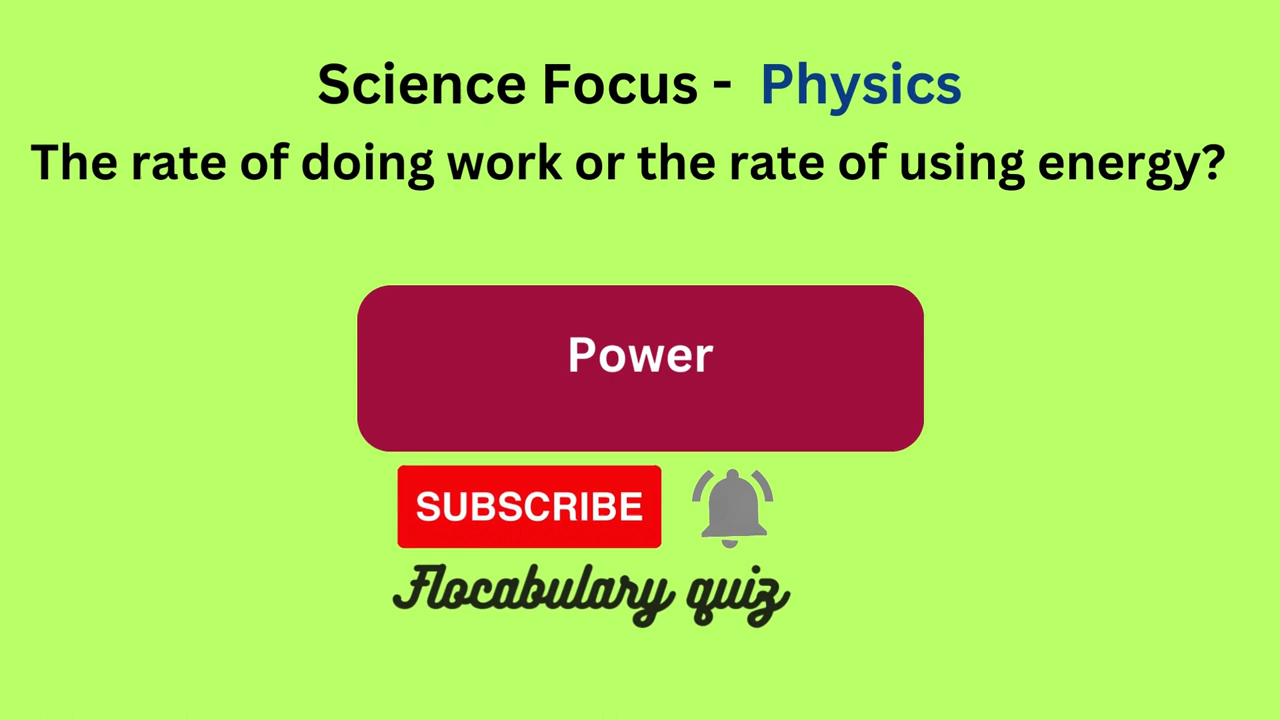 Science Focus - Physics
The rate of doing work or the rate of using energy?
Power
SUBSCRIBE
Flocabulary quiz